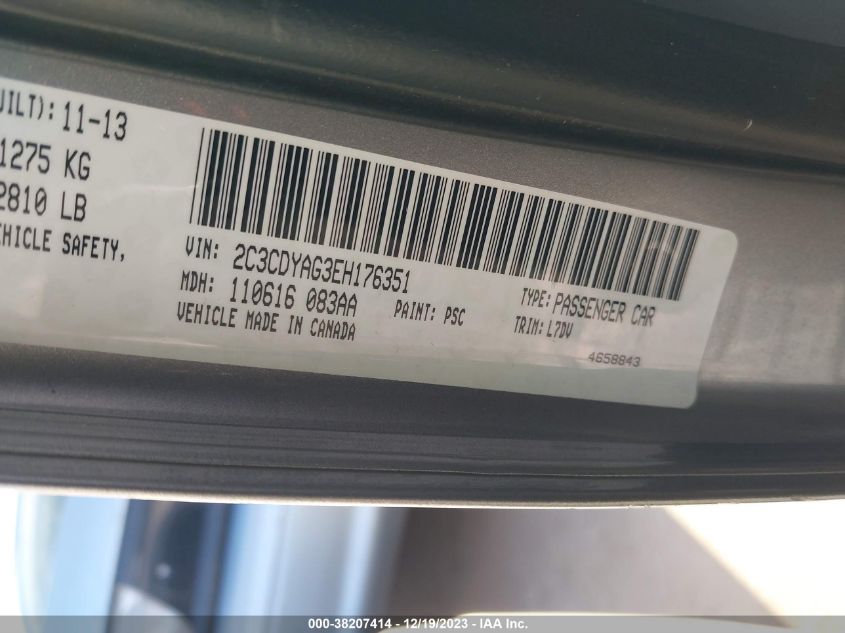 UILT): 11-13
1275 KG
2810 LB
EHICLE SAFETY,
VIN: 2C3CDYAG3EH176351
MDH: 110616 083AA
PAINT: PSC
TYPE: PASSENGER CAR
VEHICLE MADE IN CANADA
TRIM: L7DV
4658843
000-38207414 - 12/19/2023 - IAA Inc.